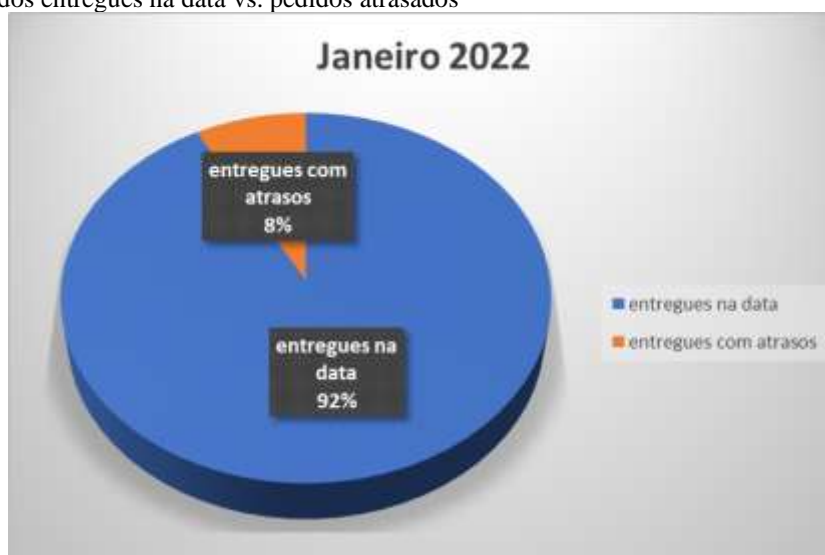 entregues na data vs. pedidos atrasados
Janeiro 2022
entregues com
atrasos
8%
entregues na
data
92%
entregues na data
entregues com atrasos